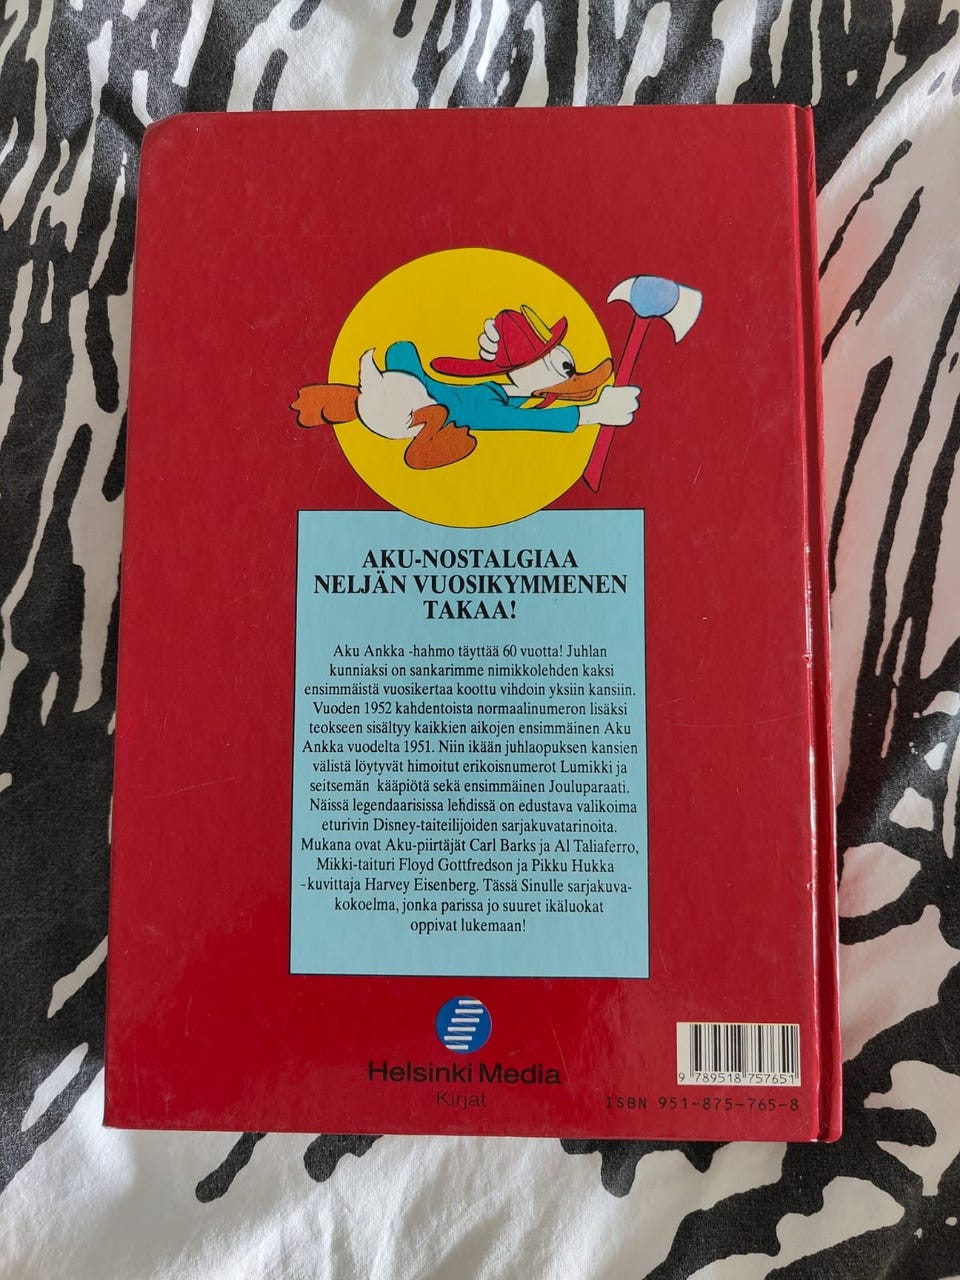 AKU-NOSTALGIAA
NELJÄN VUOSIKYMMENEN
TAKAA!
Aku Ankka -hahmo täyttää 60 vuotta! Juhlan
kunniaksi on sankarimme nimikkolehden kaksi
ensimmäistä vuosikertaa koottu vihdoin yksiin kansiin.
Vuoden 1952 kahdentoista normaalinumeron lisäksi
teokseen sisältyy kaikkien aikojen ensimmäinen Aku
Ankka vuodelta 1951. Niin ikään juhlaopuksen kansien
välistä löytyvät himoitut erikoisnumerot Lumikki ja
seitsemän kääpiötä sekä ensimmäinen Jouluparaati.
Näissä legendaarisissa lehdissä on edustava valikoima
eturivin Disney-taiteilijoiden sarjakuvatarinoita.
Mukana ovat Aku-piirtäjät Carl Barks ja Al Taliaferro,
Mikki-taituri Floyd Gottfredson ja Pikku Hukka
-kuvittaja Harvey Eisenberg. Tässä Sinulle sarjakuva-
kokoelma, jonka parissa jo suuret ikäluokat
oppivat lukemaan!
Helsinki Media
Kirjat
9 789518 757651
ISBN 951-875-765-8